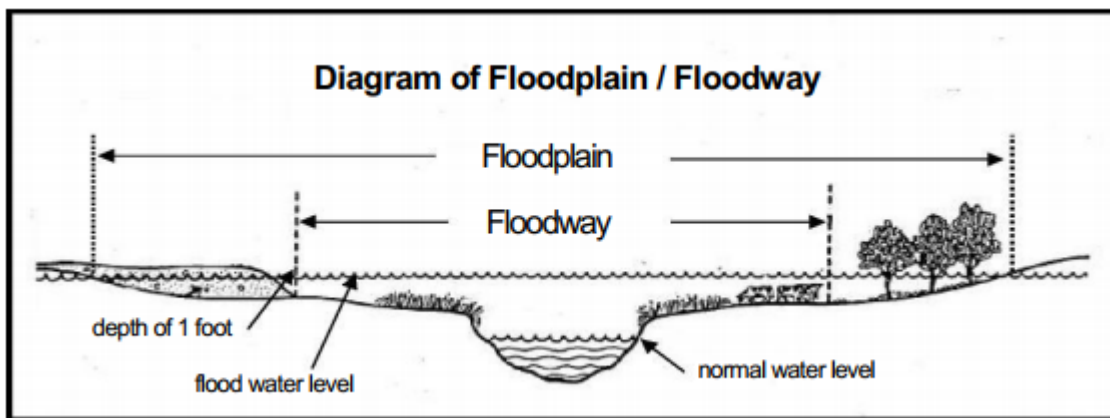 Diagram of Floodplain / Floodway
Floodplain
Floodway
depth of 1 foot
flood water level
normal water level